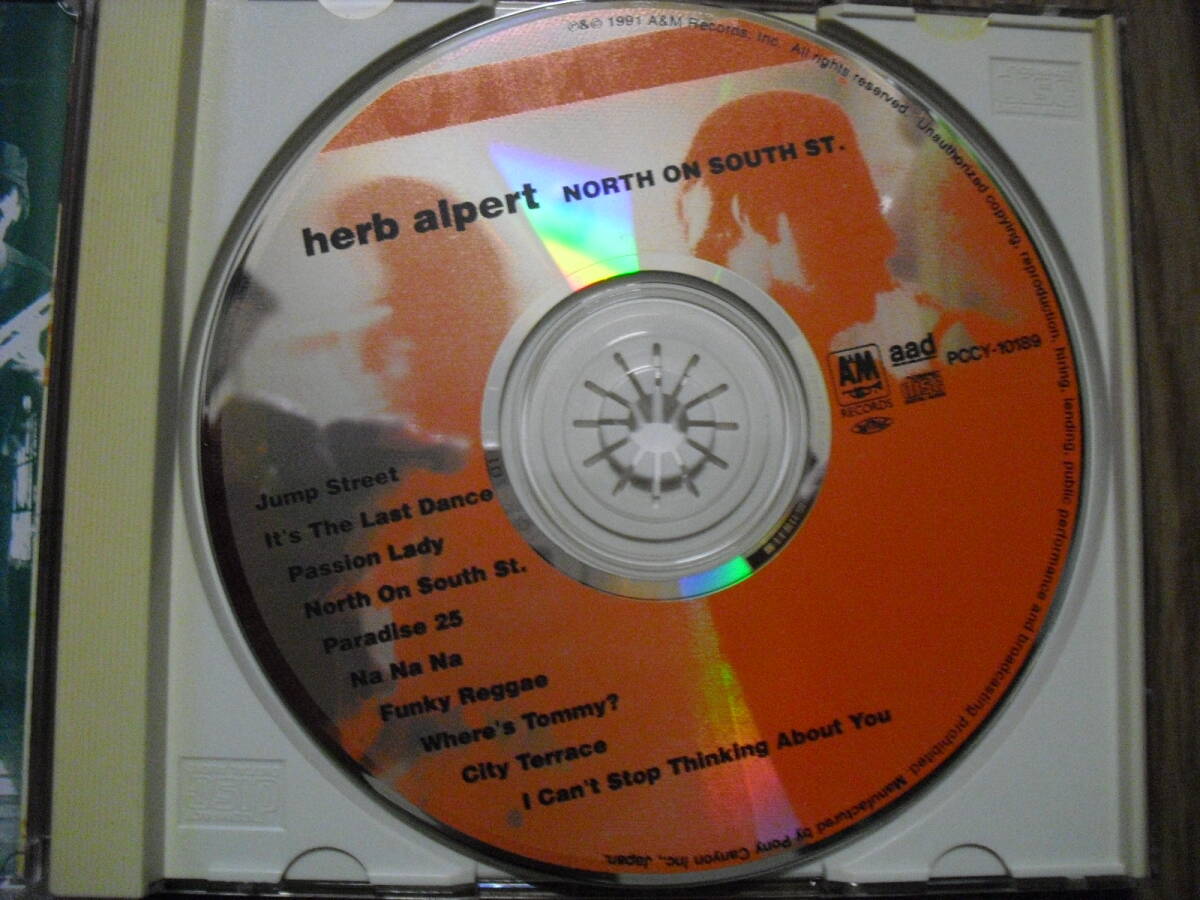 ℗&© 1991 A&M Records, Inc. All rights reserved. Unauthorized copying, reproduction, hiring, lending, public performance and broadcasting prohibited. Manufactured by Pony Canyon Inc., Japan.
herb alpert NORTH ON SOUTH ST.
A&M
RECORDS
aad
PCCY-10189
Jump Street
It's The Last Dance
Passion Lady
North On South St.
Paradise 25
Na Na Na
Funky Reggae
Where's Tommy?
City Terrace
I Can't Stop Thinking About You